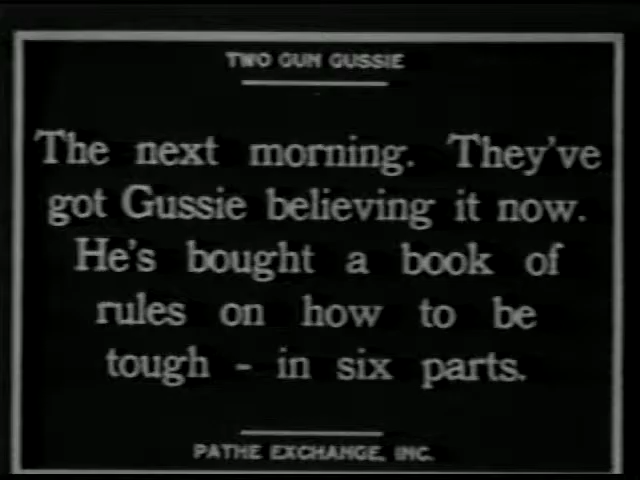 TWO GUN GUSSIE
The next morning. They've
got Gussie believing it now.
He's bought a book of
rules on how to be
tough - in six parts.
PATHE EXCHANGE, INC.